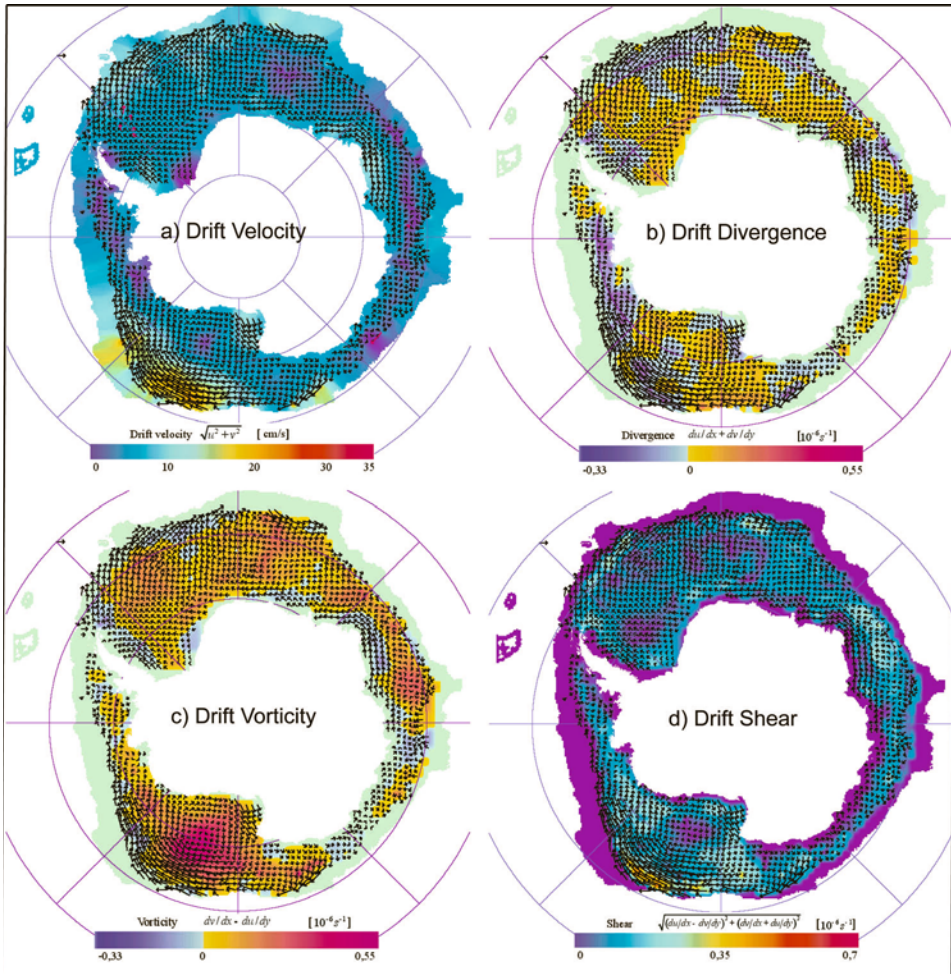 a) Drift Velocity
b) Drift Divergence
Drift velocity √u² + v² [ cm/s]
0 10 20 30 35
Divergence du/dx + dv/dy [10⁻⁶ s⁻¹]
-0,33 0 0,55
c) Drift Vorticity
d) Drift Shear
Vorticity dv/dx - du/dy [10⁻⁶ s⁻¹]
-0,33 0 0,55
Shear √(du/dx - dv/dy)² + (dv/dx + du/dy)² [10⁻⁶ s⁻¹]
0 0,35 0,7